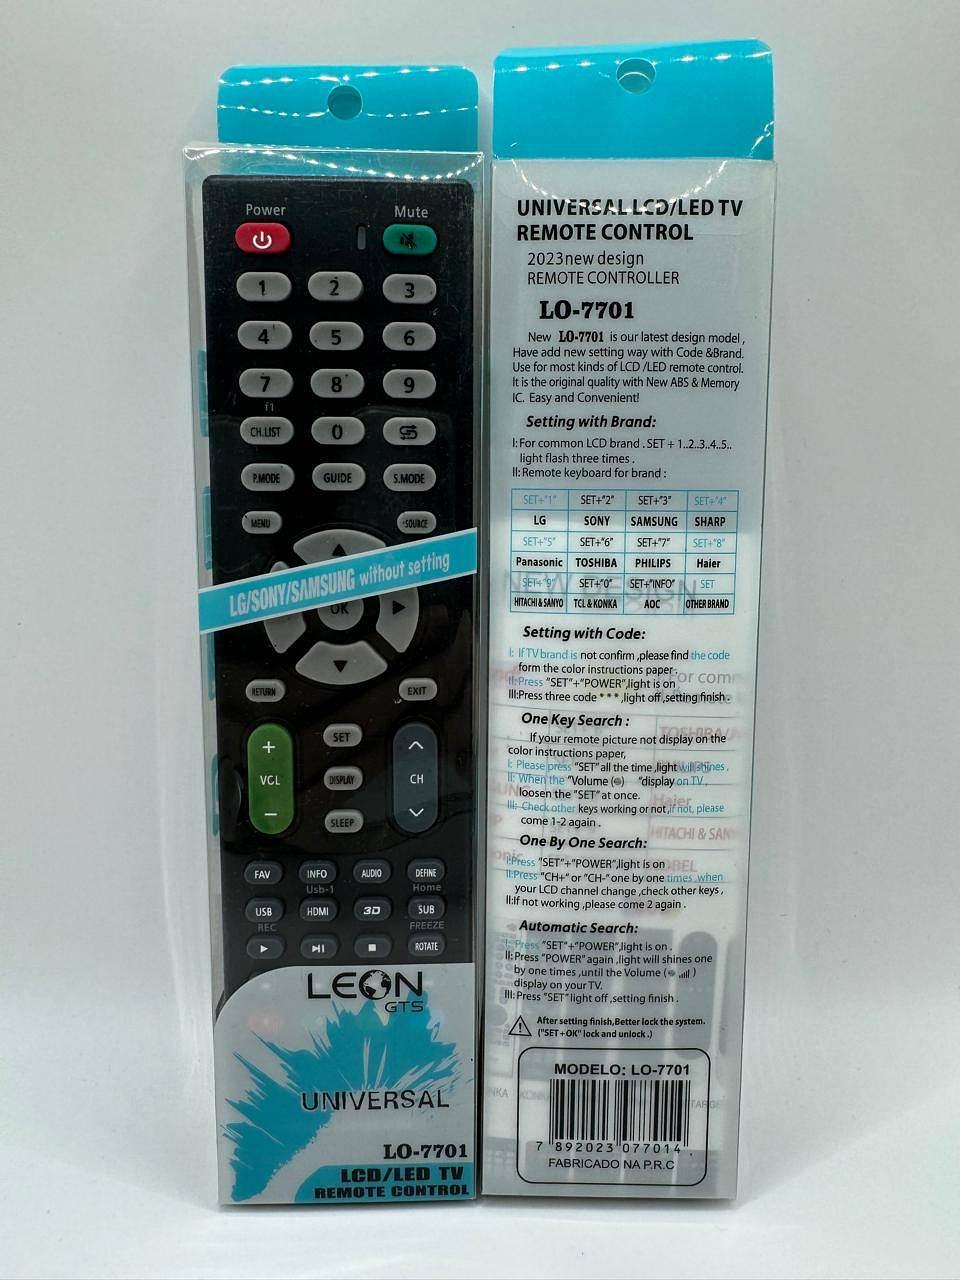 Power
Mute
1 2 3
4 5 6
7 8 9
f1
CH.LIST 0
P.MODE GUIDE S.MODE
MENU SOURCE
LG/SONY/SAMSUNG without setting
OK
RETURN EXIT
+ SET
VOL DISPLAY CH
− SLEEP
FAV INFO AUDIO DEFINE
Usb-1 Home
USB HDMI 3D SUB
REC FREEZE
ROTATE
LEON
GTS
UNIVERSAL
LO-7701
LCD/LED TV
REMOTE CONTROL
UNIVERSAL LCD/LED TV
REMOTE CONTROL
2023new design
REMOTE CONTROLLER
LO-7701
New LO-7701 is our latest design model ,
Have add new setting way with Code &Brand.
Use for most kinds of LCD /LED remote control.
It is the original quality with New ABS & Memory
IC. Easy and Convenient!
Setting with Brand:
I: For common LCD brand . SET + 1..2..3..4..5..
light flash three times .
II: Remote keyboard for brand :
SET+"1" SET+"2" SET+"3" SET+"4"
LG SONY SAMSUNG SHARP
SET+"5" SET+"6" SET+"7" SET+"8"
Panasonic TOSHIBA PHILIPS Haier
SET+"9" SET+"0" SET+"INFO" SET
HITACHI & SANYO TCL & KONKA AOC OTHER BRAND
Setting with Code:
I: If TV brand is not confirm ,please find the code
form the color instructions paper .
II: Press "SET"+"POWER",light is on
III:Press three code * * * ,light off ,setting finish .
One Key Search :
If your remote picture not display on the
color instructions paper,
I: Please press "SET" all the time ,light will shines .
II: When the "Volume ( ) "display on TV ,
loosen the "SET" at once.
III: Check other keys working or not ,if not, please
come 1-2 again .
One By One Search:
I:Press "SET"+"POWER",light is on
II:Press "CH+" or "CH-" one by one times ,when
your LCD channel change ,check other keys ,
II:If not working ,please come 2 again .
Automatic Search:
I: Press "SET"+"POWER",light is on .
II: Press "POWER" again ,light will shines one
by one times ,until the Volume ( )
display on your TV.
III: Press "SET" light off ,setting finish .
After setting finish,Better lock the system.
("SET+OK" lock and unlock .)
MODELO: LO-7701
7 892023 077014
FABRICADO NA P.R.C